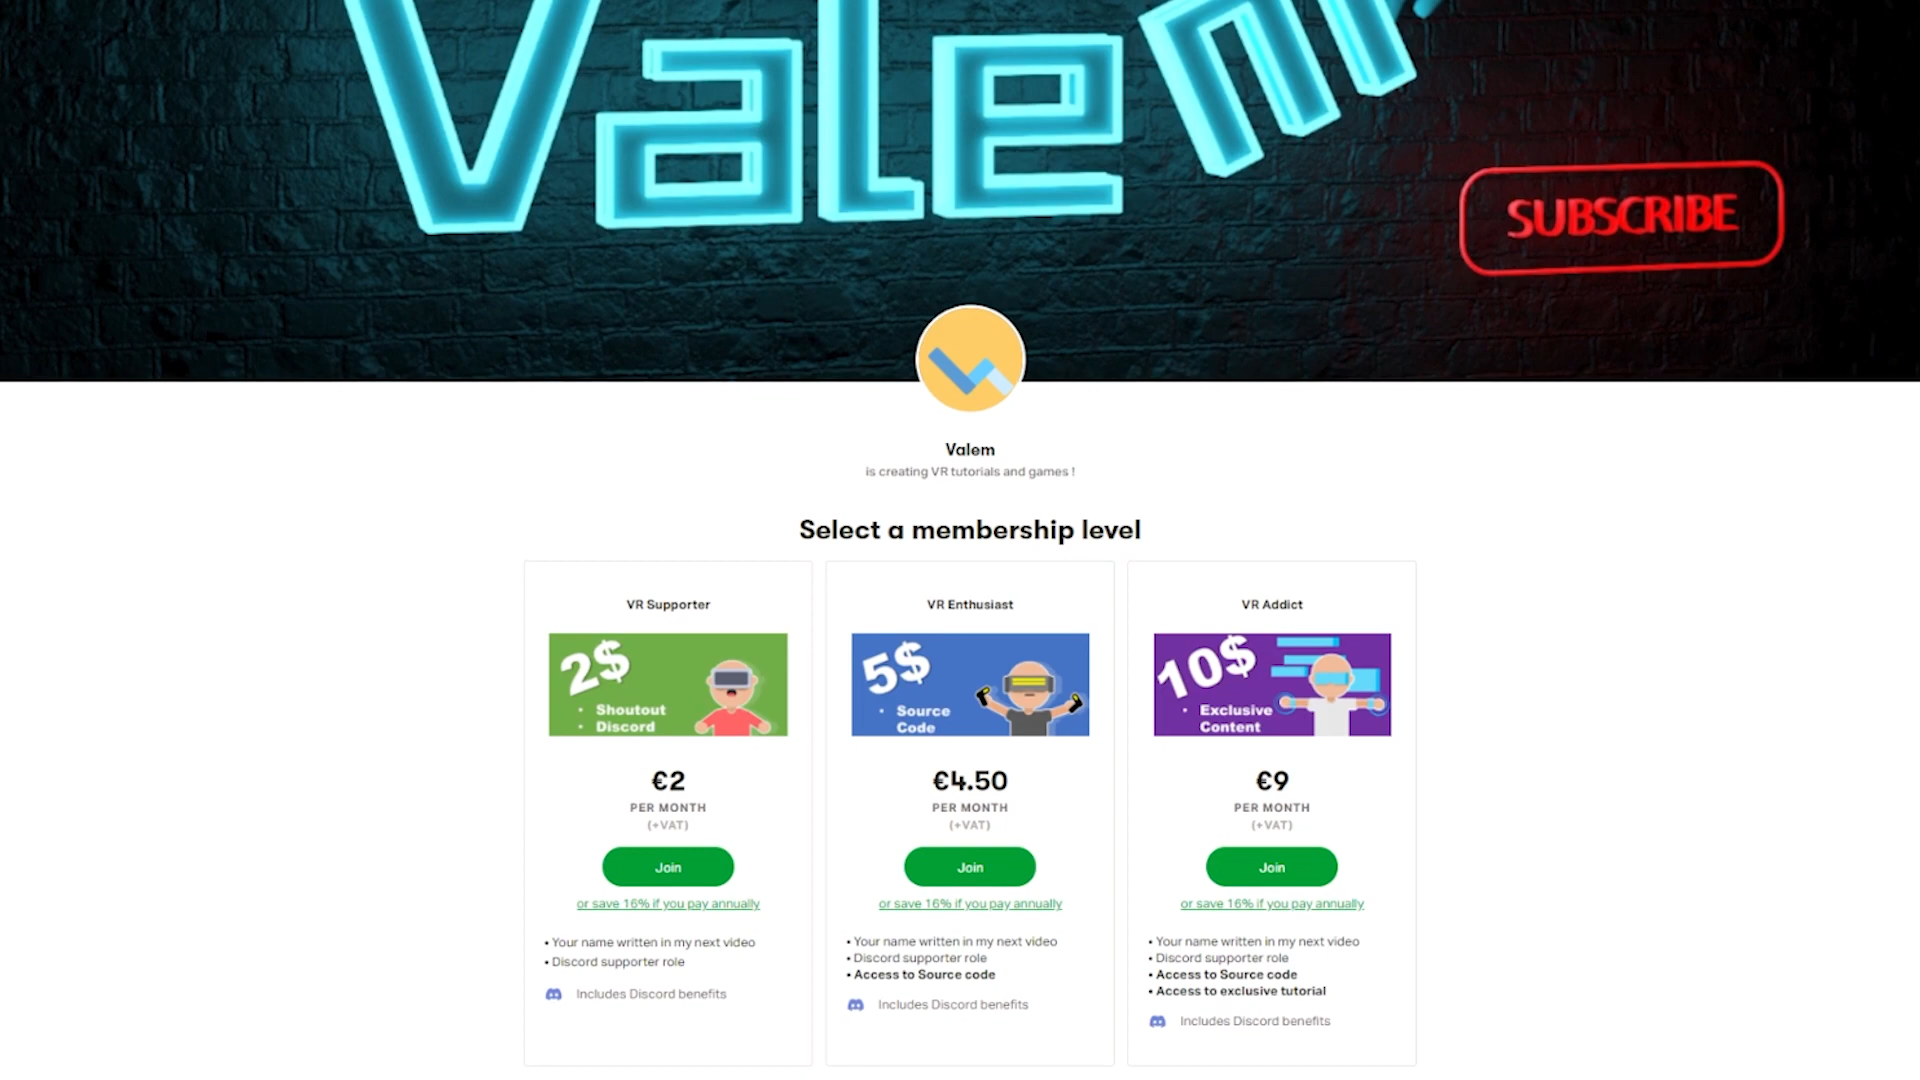 Valem
SUBSCRIBE
Valem
is creating VR tutorials and games !
Select a membership level
VR Supporter
2$
• Shoutout
• Discord
€2
PER MONTH
(+VAT)
Join
or save 16% if you pay annually
• Your name written in my next video
• Discord supporter role
Includes Discord benefits
VR Enthusiast
5$
• Source
Code
€4.50
PER MONTH
(+VAT)
Join
or save 16% if you pay annually
• Your name written in my next video
• Discord supporter role
• Access to Source code
Includes Discord benefits
VR Addict
10$
• Exclusive
Content
€9
PER MONTH
(+VAT)
Join
or save 16% if you pay annually
• Your name written in my next video
• Discord supporter role
• Access to Source code
• Access to exclusive tutorial
Includes Discord benefits